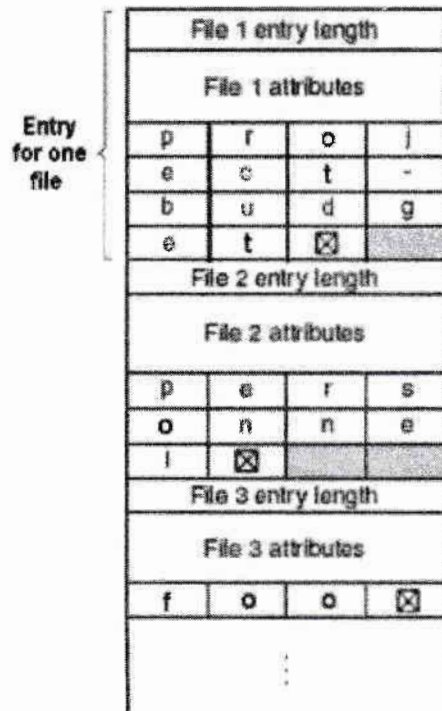 File 1 entry length
File 1 attributes
Entry
for one
file
p r o j
e c t -
b u d g
e t ☒
File 2 entry length
File 2 attributes
p e r s
o n n e
l ☒
File 3 entry length
File 3 attributes
f o o ☒
⋮